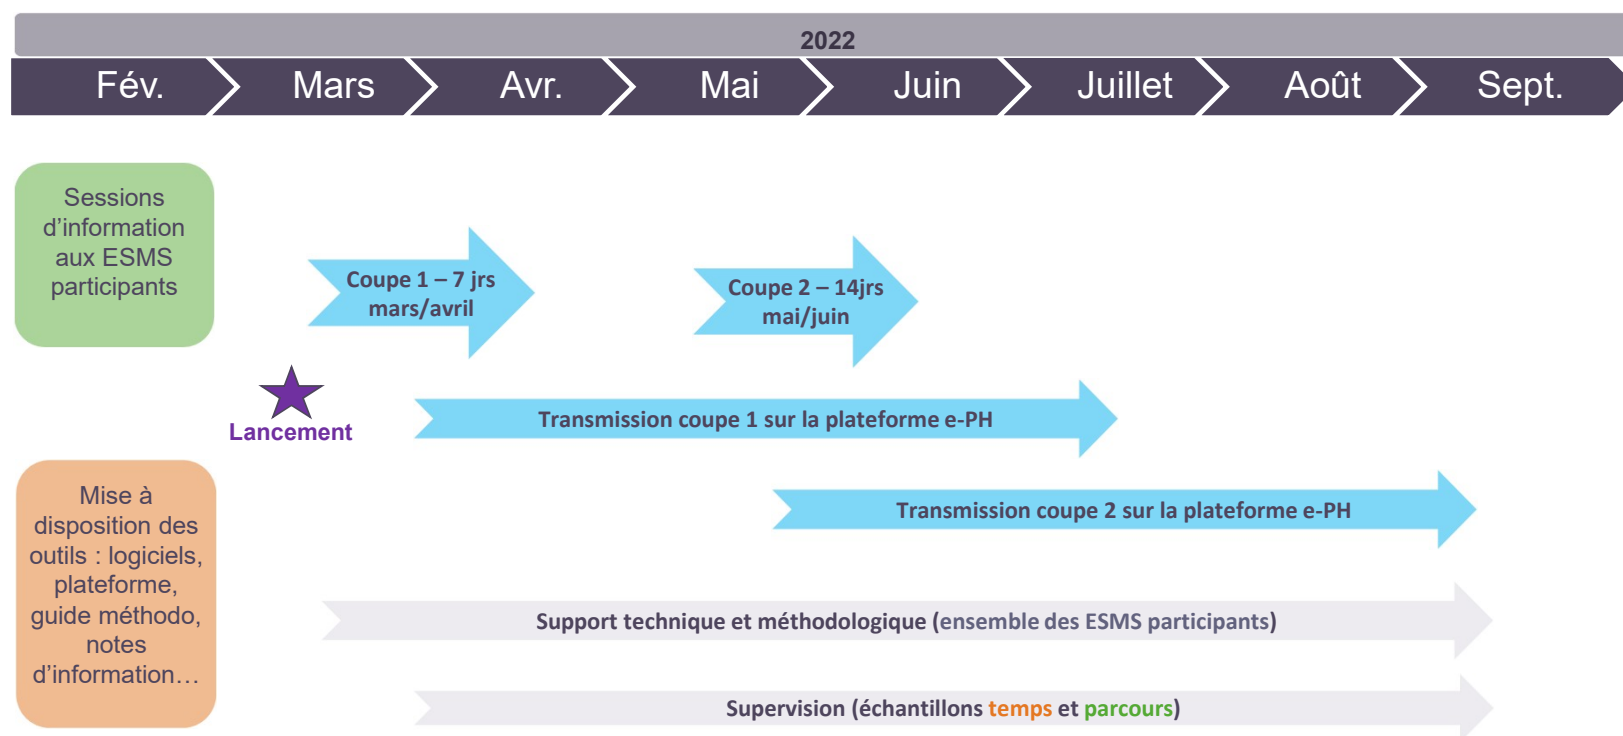 2022
Fév.
Mars
Avr.
Mai
Juin
Juillet
Août
Sept.
Sessions
d’information
aux ESMS
participants
Coupe 1 – 7 jrs
mars/avril
Coupe 2 – 14jrs
mai/juin
Lancement
Transmission coupe 1 sur la plateforme e-PH
Mise à
disposition des
outils : logiciels,
plateforme,
guide méthodo,
notes
d’information…
Transmission coupe 2 sur la plateforme e-PH
Support technique et méthodologique (ensemble des ESMS participants)
Supervision (échantillons temps et parcours)